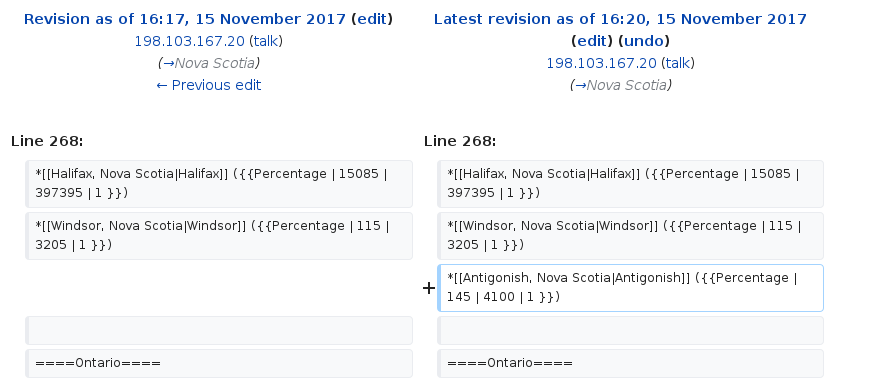 Revision as of 16:17, 15 November 2017 (edit)
198.103.167.20 (talk)
(→Nova Scotia)
← Previous edit
Latest revision as of 16:20, 15 November 2017
(edit) (undo)
198.103.167.20 (talk)
(→Nova Scotia)
Line 268:
Line 268:
*[[Halifax, Nova Scotia|Halifax]] ({{Percentage | 15085 |
397395 | 1 }})
*[[Halifax, Nova Scotia|Halifax]] ({{Percentage | 15085 |
397395 | 1 }})
*[[Windsor, Nova Scotia|Windsor]] ({{Percentage | 115 |
3205 | 1 }})
*[[Windsor, Nova Scotia|Windsor]] ({{Percentage | 115 |
3205 | 1 }})
+
*[[Antigonish, Nova Scotia|Antigonish]] ({{Percentage |
145 | 4100 | 1 }})
====Ontario====
====Ontario====